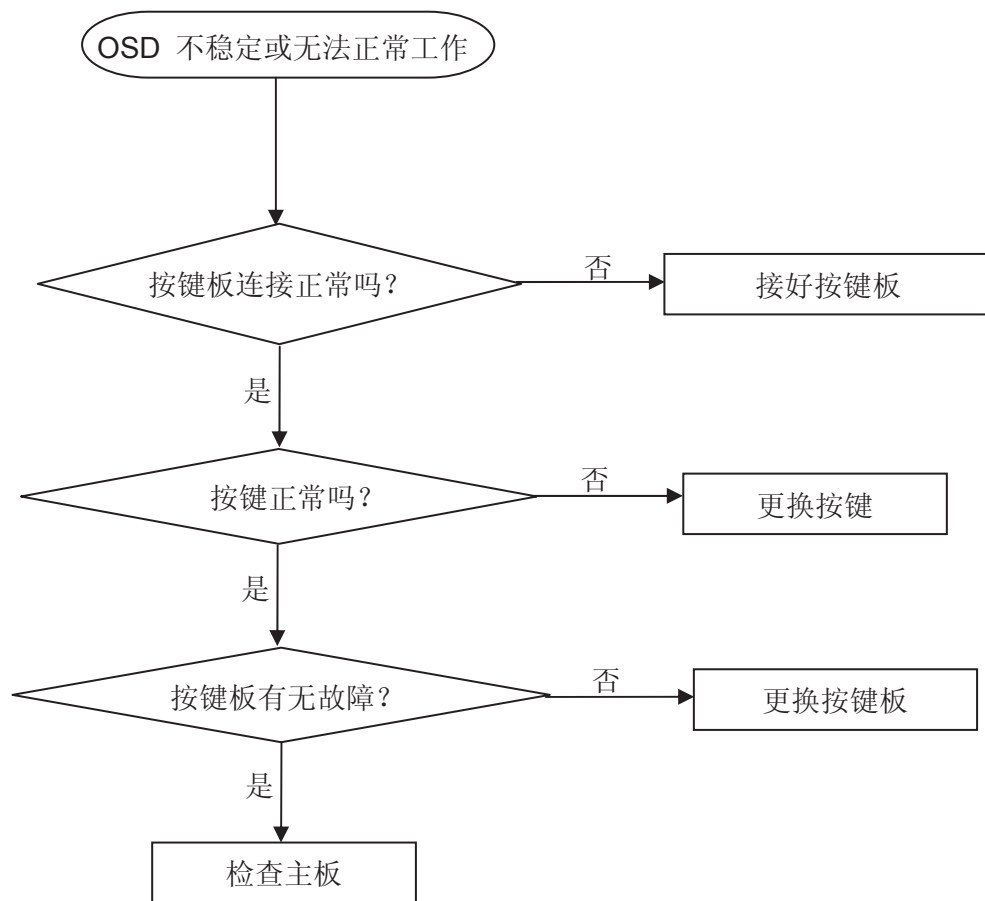 OSD 不稳定或无法正常工作
按键板连接正常吗？
否
接好按键板
是
按键正常吗？
否
更换按键
是
按键板有无故障？
否
更换按键板
是
检查主板